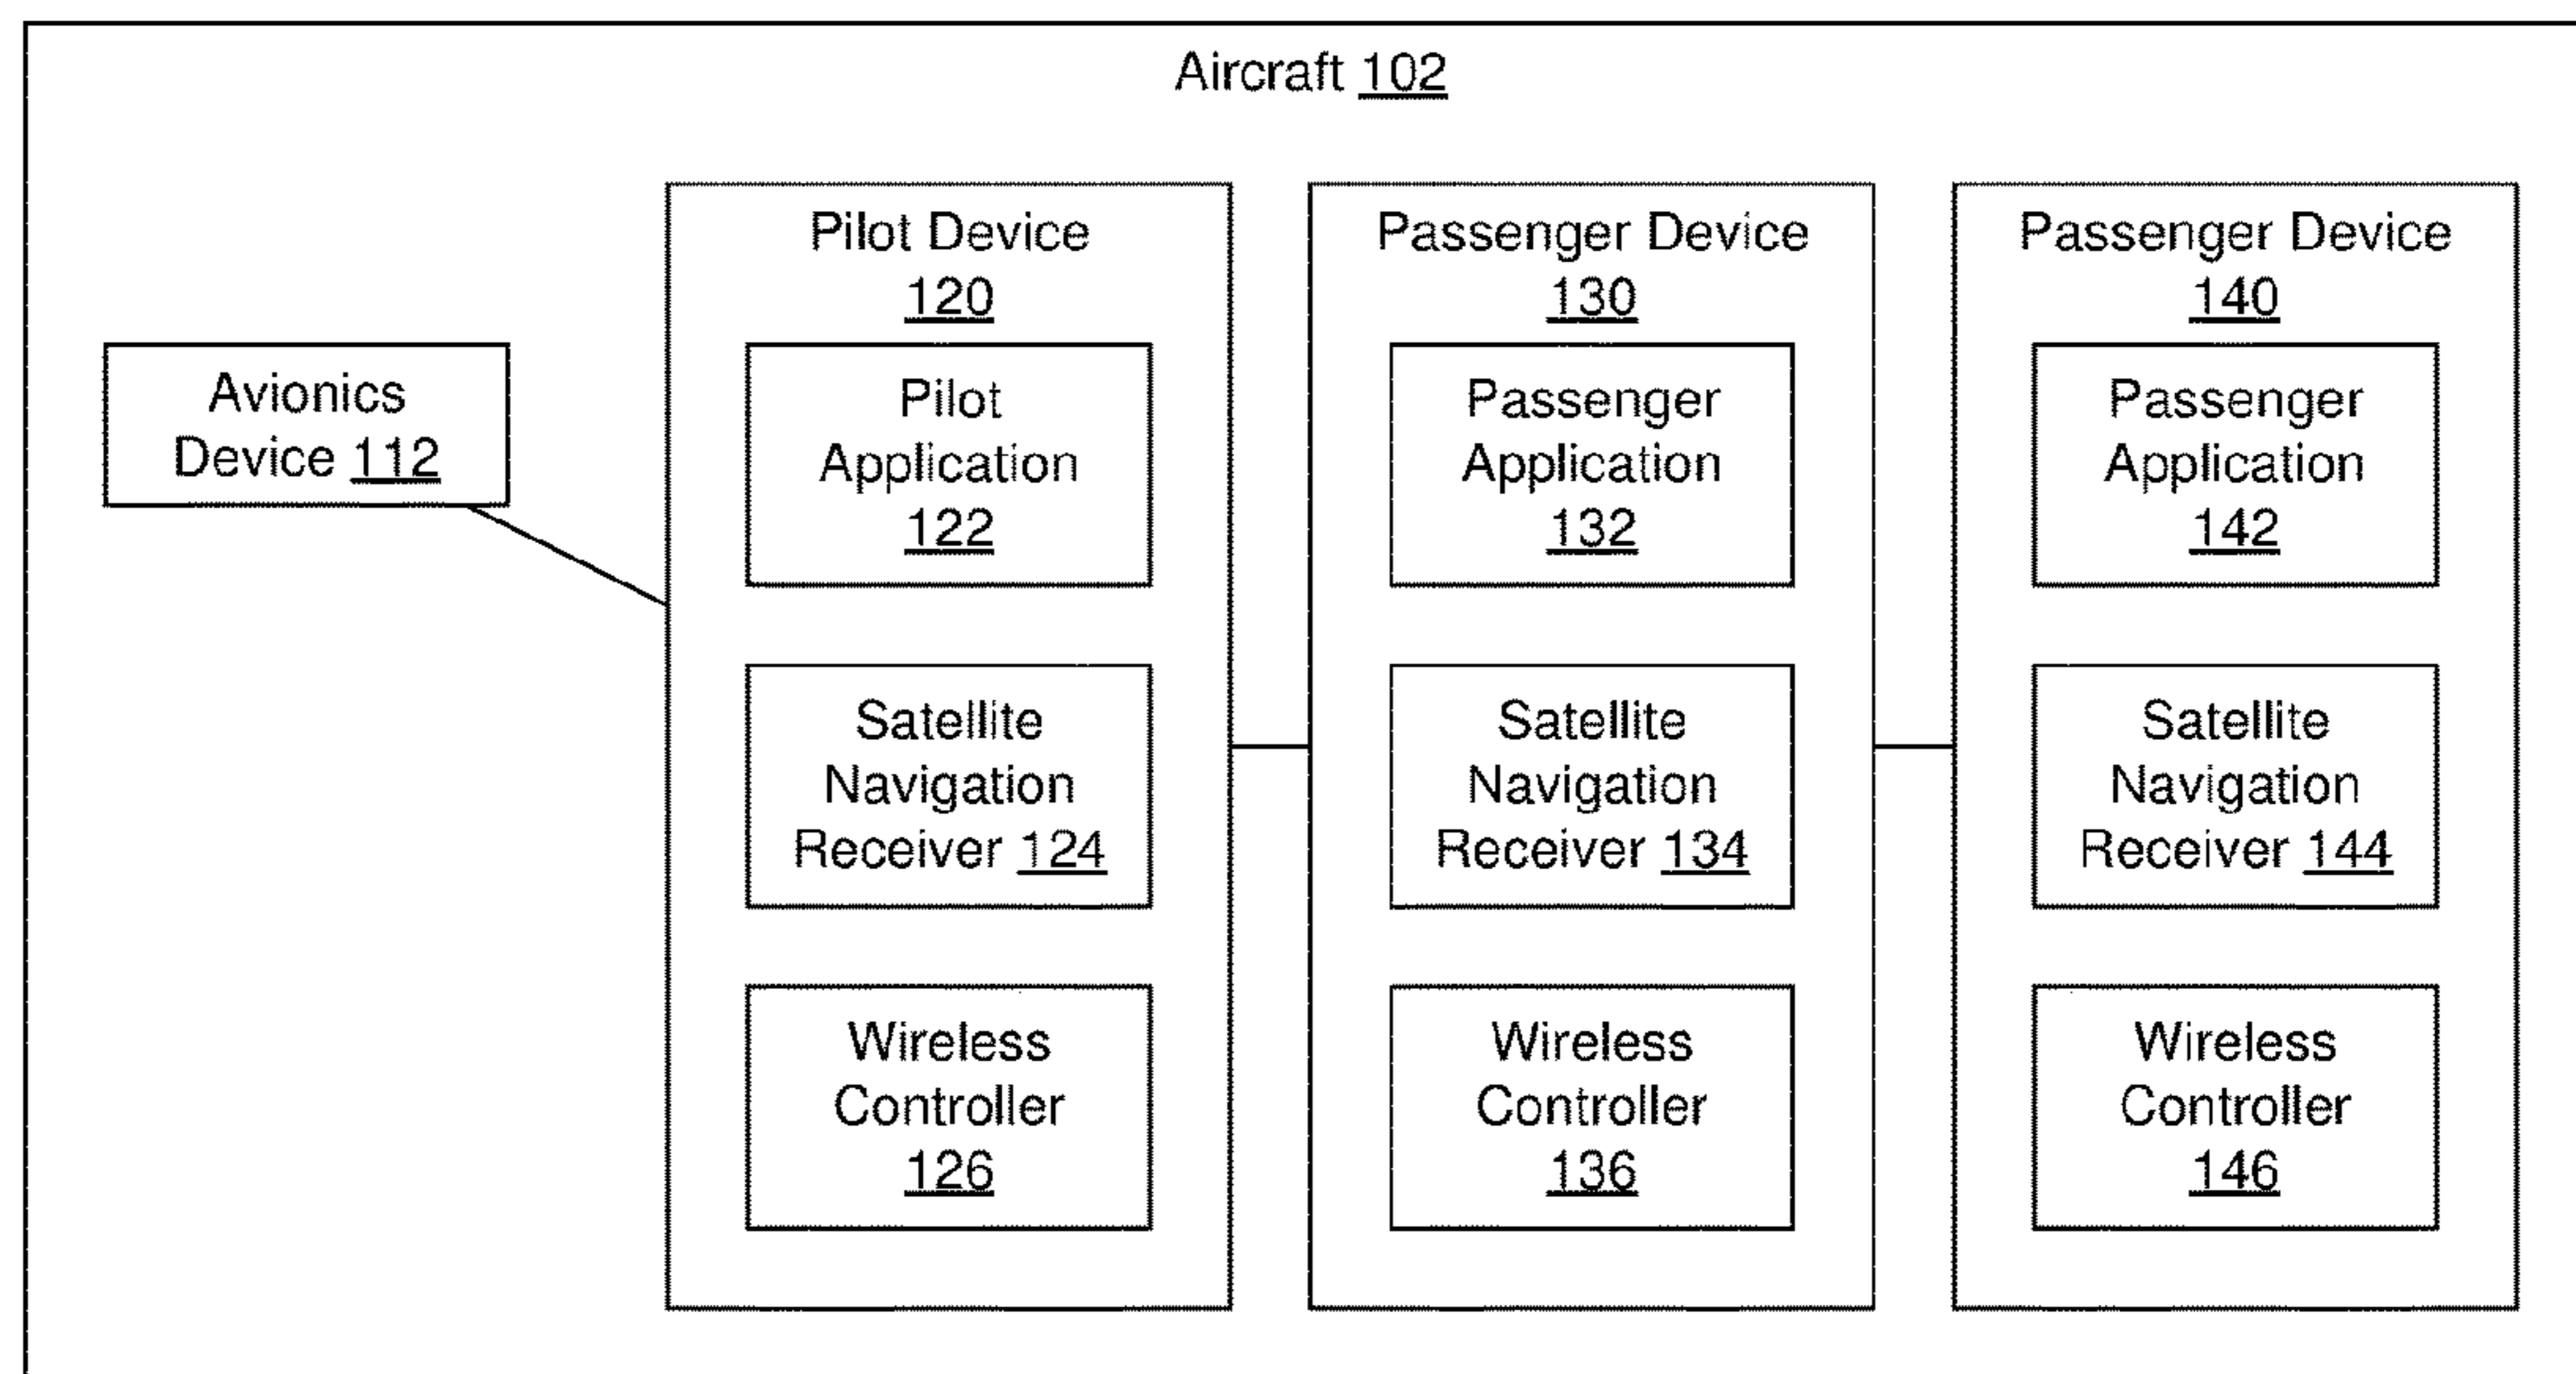 Aircraft 102
Avionics
Device 112
Pilot Device
120
Pilot
Application
122
Satellite
Navigation
Receiver 124
Wireless
Controller
126
Passenger Device
130
Passenger
Application
132
Satellite
Navigation
Receiver 134
Wireless
Controller
136
Passenger Device
140
Passenger
Application
142
Satellite
Navigation
Receiver 144
Wireless
Controller
146